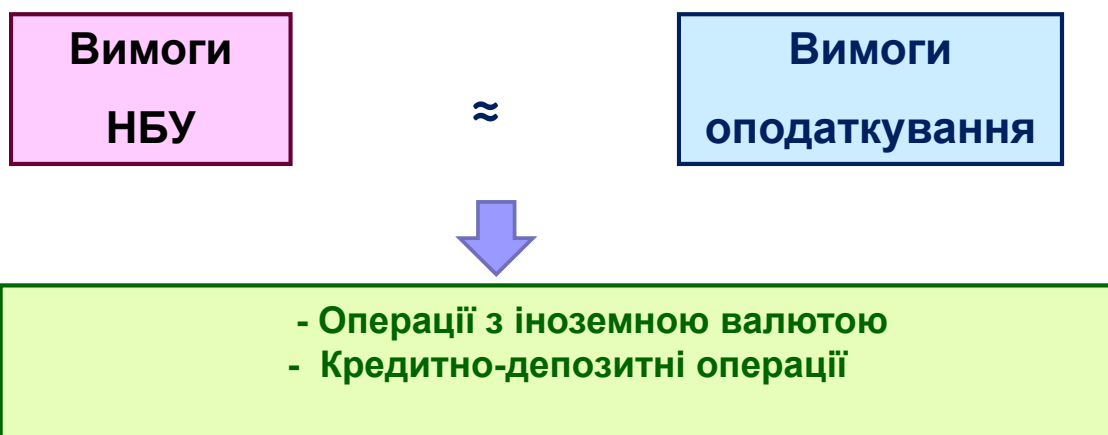 Вимоги
НБУ
≈
Вимоги
оподаткування
- Операції з іноземною валютою
- Кредитно-депозитні операції